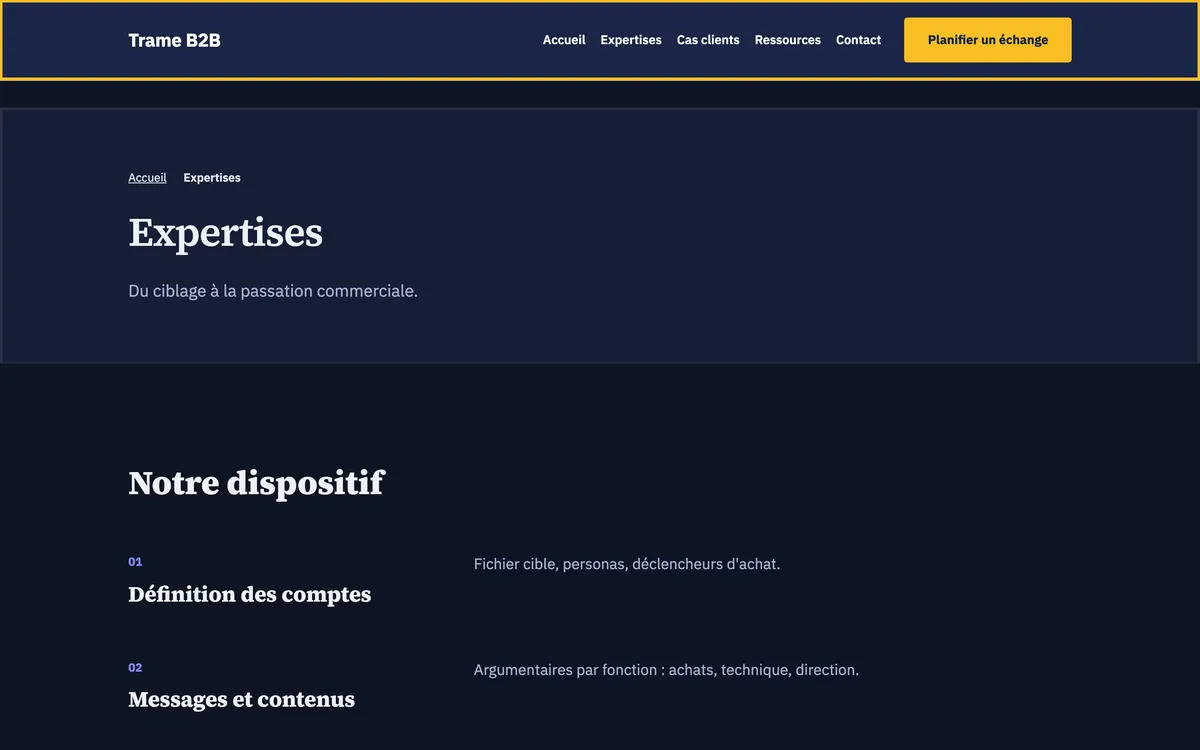 Trame B2B
Accueil Expertises Cas clients Ressources Contact Planifier un échange
Accueil Expertises
Expertises
Du ciblage à la passation commerciale.
Notre dispositif
01
Définition des comptes
Fichier cible, personas, déclencheurs d'achat.
02
Messages et contenus
Argumentaires par fonction : achats, technique, direction.